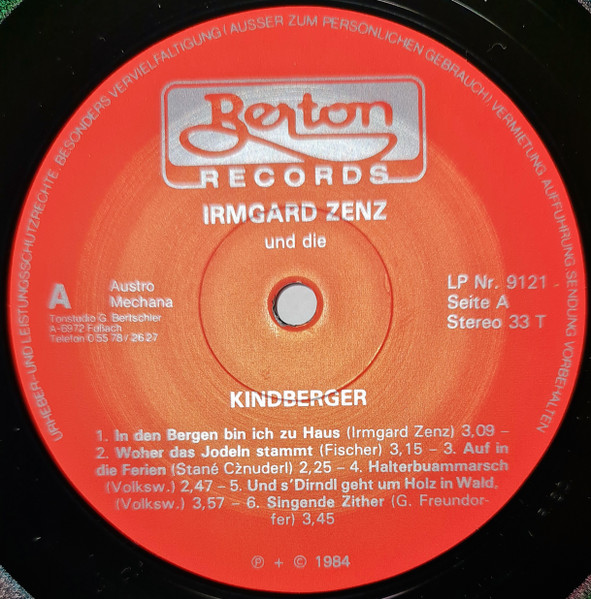 URHEBER- UND LEISTUNGSSCHUTZRECHTE. BESONDERS VERVIELFÄLTIGUNG (AUSSER ZUM PERSÖNLICHEN GEBRAUCH), VERMIETUNG AUFFÜHRUNG SENDUNG VORBEHALTEN
Berton
RECORDS
IRMGARD ZENZ
und die
A
Austro
Mechana
Tonstudio G. Bertschler
A-6972 Fußach
Telefon 0 55 78 / 26 27
LP Nr. 9121
Seite A
Stereo 33 T
KINDBERGER
1. In den Bergen bin ich zu Haus (Irmgard Zenz) 3,09 –
2. Woher das Jodeln stammt (Fischer) 3,15 – 3. Auf in
die Ferien (Stané Cżnuderl) 2,25 – 4. Halterbuammarsch
(Volksw.) 2,47 – 5. Und s'Dirndl geht um Holz in Wald,
(Volksw.) 3,57 – 6. Singende Zither (G. Freundor-
fer) 3,45
℗ + © 1984